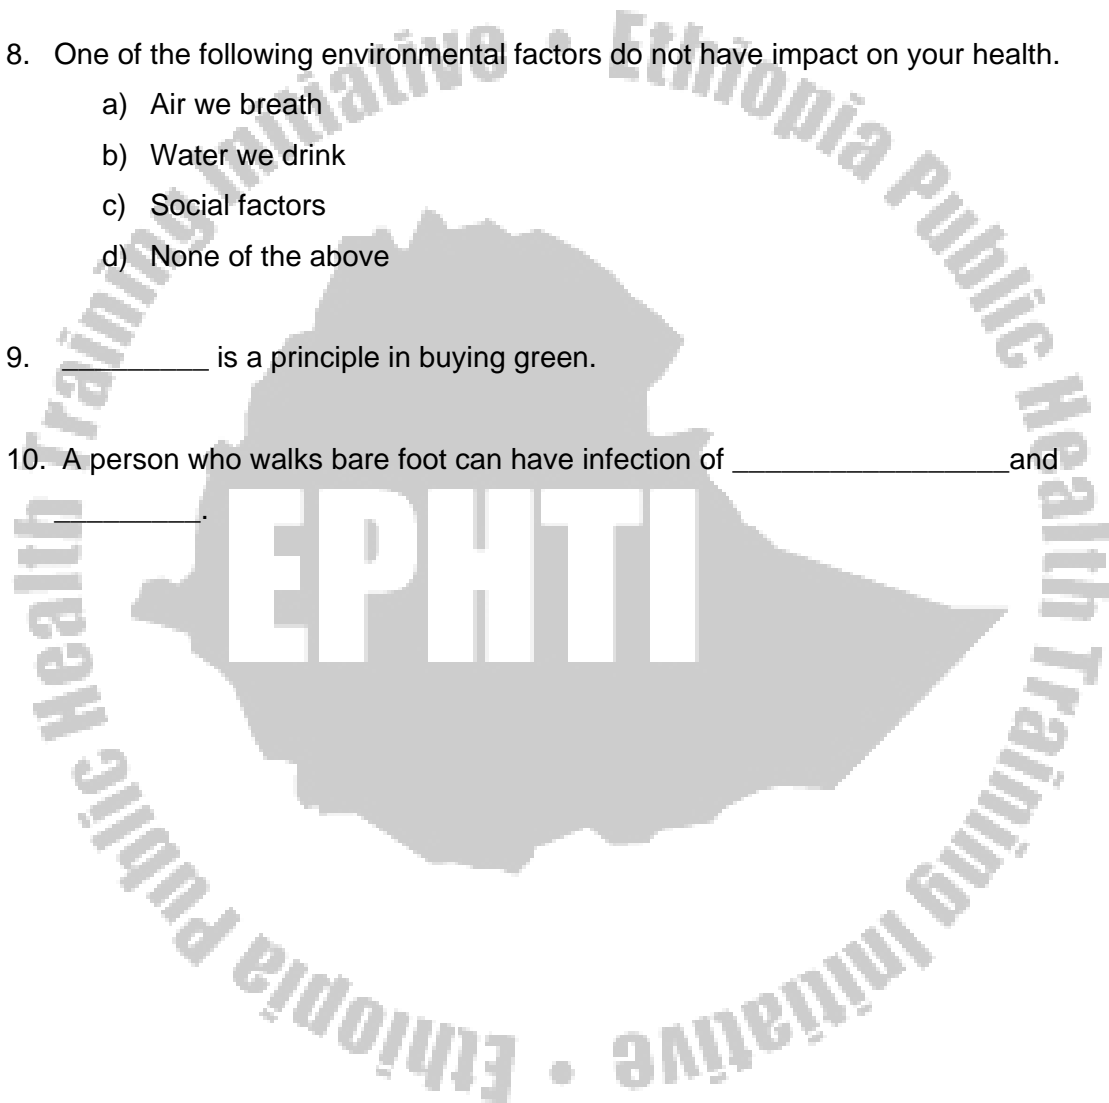 8. One of the following environmental factors do not have impact on your health.
a) Air we breath
b) Water we drink
c) Social factors
d) None of the above
9. _________ is a principle in buying green.
10. A person who walks bare foot can have infection of _________________and
_________.
EPHTI
Ethiopia Public Health Training Initiative • Ethiopia Public Health Training Initiative •